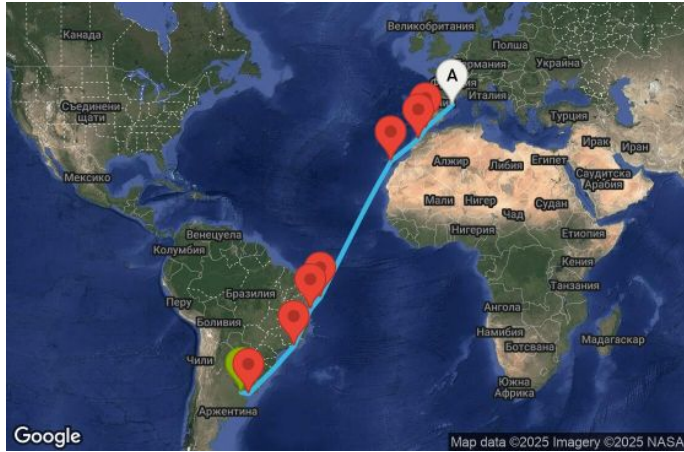 Канада
Великобритания
Полша
Украйна
A
Италия
Съединени
щати
Турция
Ирак
Иран
Алжир
Либия
Египет
Саудитска
Арабия
Мексико
Мали
Нигер
Судан
Чад
Венецуела
Нигерия
Етиопия
Колумбия
Кения
Бразилия
Танзания
Перу
Ангола
Боливия
Намибия
Мадагаскар
Ботсвана
Чили
Южна
Африка
Аржентина
Google
Map data ©2025 Imagery ©2025 NASA